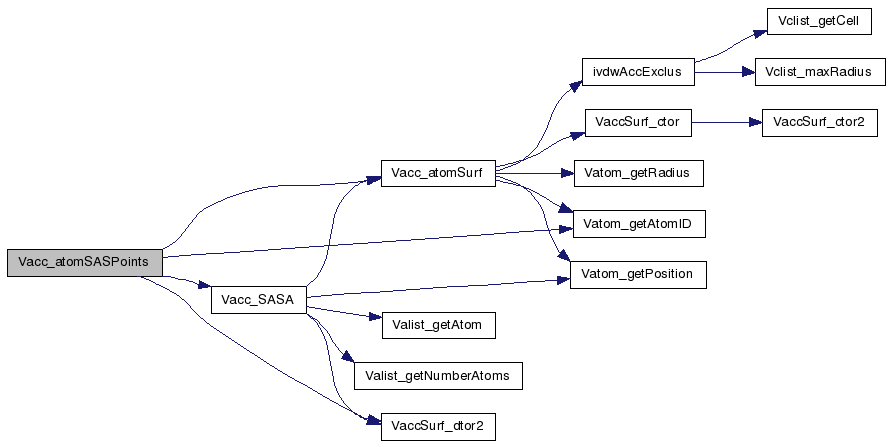 Vclist_getCell
ivdwAccExclus
Vclist_maxRadius
VaccSurf_ctor
VaccSurf_ctor2
Vacc_atomSurf
Vatom_getRadius
Vatom_getAtomID
Vacc_atomSASPoints
Vatom_getPosition
Vacc_SASA
Valist_getAtom
Valist_getNumberAtoms
VaccSurf_dtor2